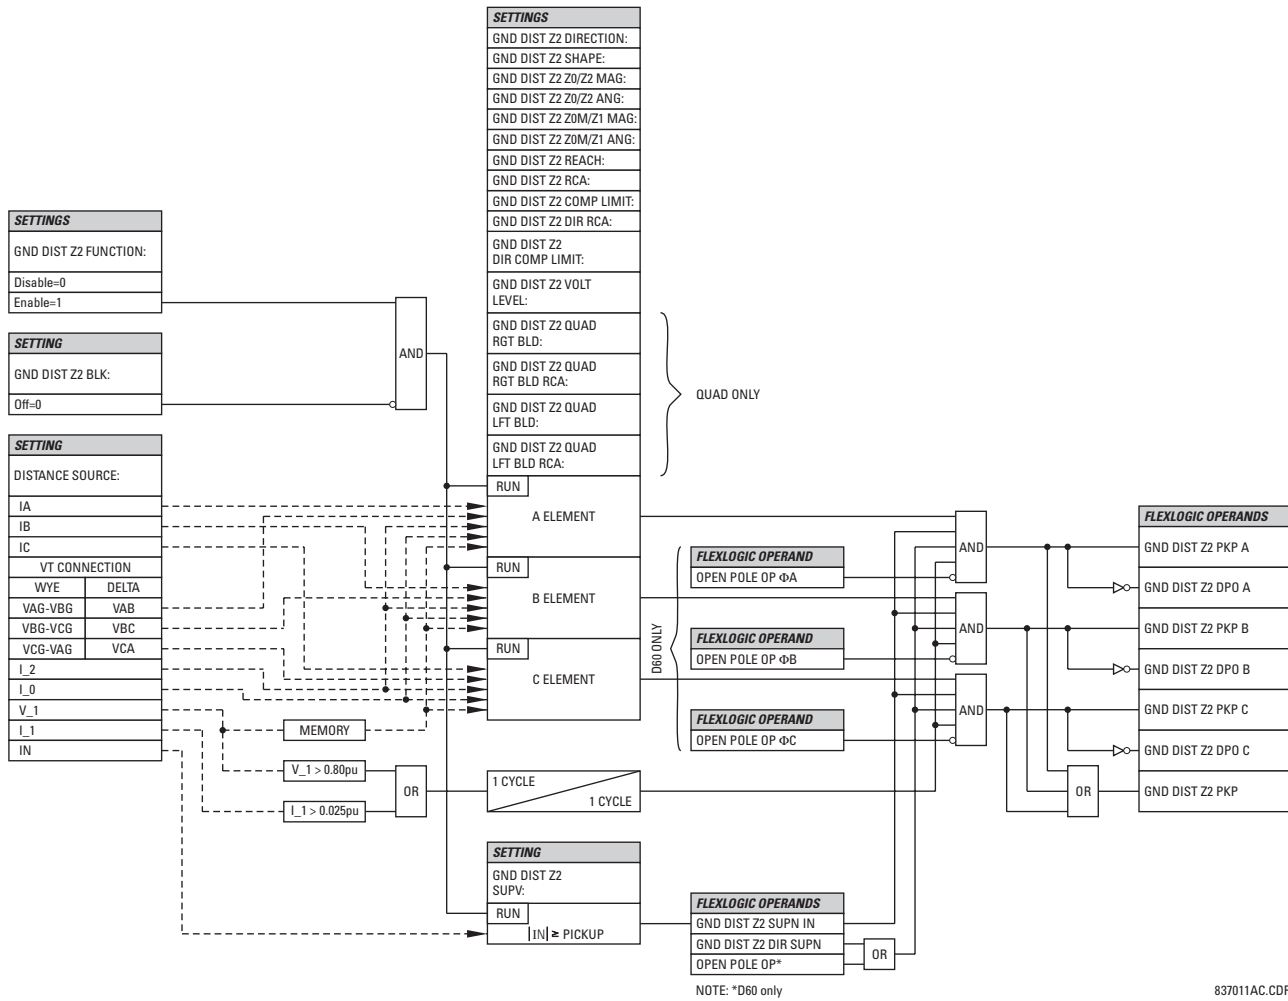 SETTINGS
GND DIST Z2 DIRECTION:
GND DIST Z2 SHAPE:
GND DIST Z2 Z0/Z2 MAG:
GND DIST Z2 Z0/Z2 ANG:
GND DIST Z2 Z0M/Z1 MAG:
GND DIST Z2 Z0M/Z1 ANG:
GND DIST Z2 REACH:
GND DIST Z2 RCA:
GND DIST Z2 COMP LIMIT:
GND DIST Z2 DIR RCA:
GND DIST Z2
DIR COMP LIMIT:
GND DIST Z2 VOLT
LEVEL:
GND DIST Z2 QUAD
RGT BLD:
GND DIST Z2 QUAD
RGT BLD RCA:
GND DIST Z2 QUAD
LFT BLD:
GND DIST Z2 QUAD
LFT BLD RCA:
QUAD ONLY
SETTINGS
GND DIST Z2 FUNCTION:
Disable=0
Enable=1
SETTING
GND DIST Z2 BLK:
Off=0
AND
SETTING
DISTANCE SOURCE:
IA
IB
IC
VT CONNECTION
WYE DELTA
VAG-VBG VAB
VBG-VCG VBC
VCG-VAG VCA
I_2
I_0
V_1
I_1
IN
RUN
A ELEMENT
RUN
B ELEMENT
RUN
C ELEMENT
MEMORY
V_1 > 0.80pu
I_1 > 0.025pu
OR
1 CYCLE
1 CYCLE
SETTING
GND DIST Z2
SUPV:
RUN
|IN| ≥ PICKUP
D60 ONLY
FLEXLOGIC OPERAND
OPEN POLE OP ΦA
FLEXLOGIC OPERAND
OPEN POLE OP ΦB
FLEXLOGIC OPERAND
OPEN POLE OP ΦC
FLEXLOGIC OPERANDS
GND DIST Z2 SUPN IN
GND DIST Z2 DIR SUPN
OPEN POLE OP*
OR
NOTE: *D60 only
AND
AND
AND
OR
FLEXLOGIC OPERANDS
GND DIST Z2 PKP A
GND DIST Z2 DPO A
GND DIST Z2 PKP B
GND DIST Z2 DPO B
GND DIST Z2 PKP C
GND DIST Z2 DPO C
GND DIST Z2 PKP
837011AC.CDR